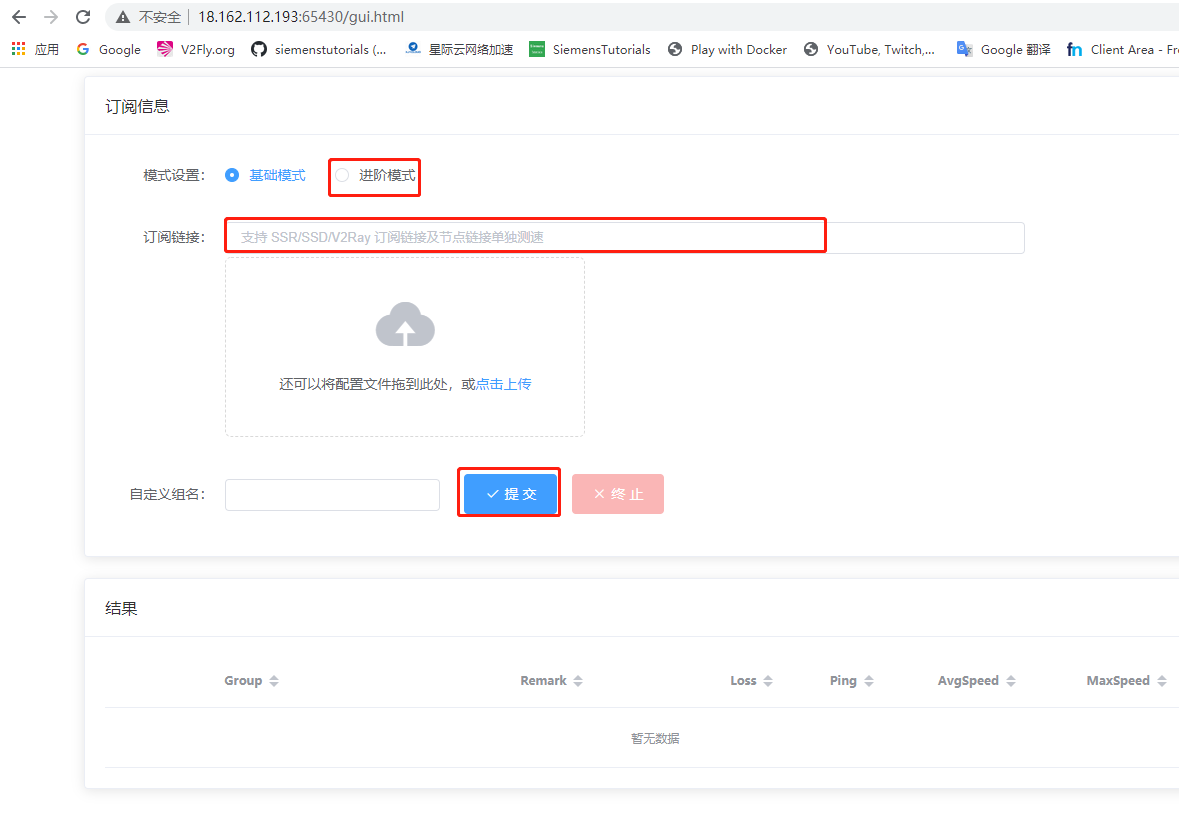 不安全 18.162.112.193:65430/gui.html
应用 Google V2Fly.org siemenstutorials (... 星际云网络加速 SiemensTutorials Play with Docker YouTube, Twitch,... Google 翻译 Client Area - Fr
订阅信息
模式设置： 基础模式 进阶模式
订阅链接： 支持 SSR/SSD/V2Ray 订阅链接及节点链接单独测速
还可以将配置文件拖到此处，或点击上传
自定义组名： 提 交 终 止
结果
Group Remark Loss Ping AvgSpeed MaxSpeed
暂无数据